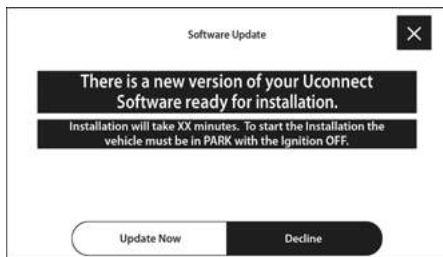 Software Update
There is a new version of your Uconnect
Software ready for installation.
Installation will take XX minutes. To start the Installation the
vehicle must be in PARK with the Ignition OFF.
Update Now Decline